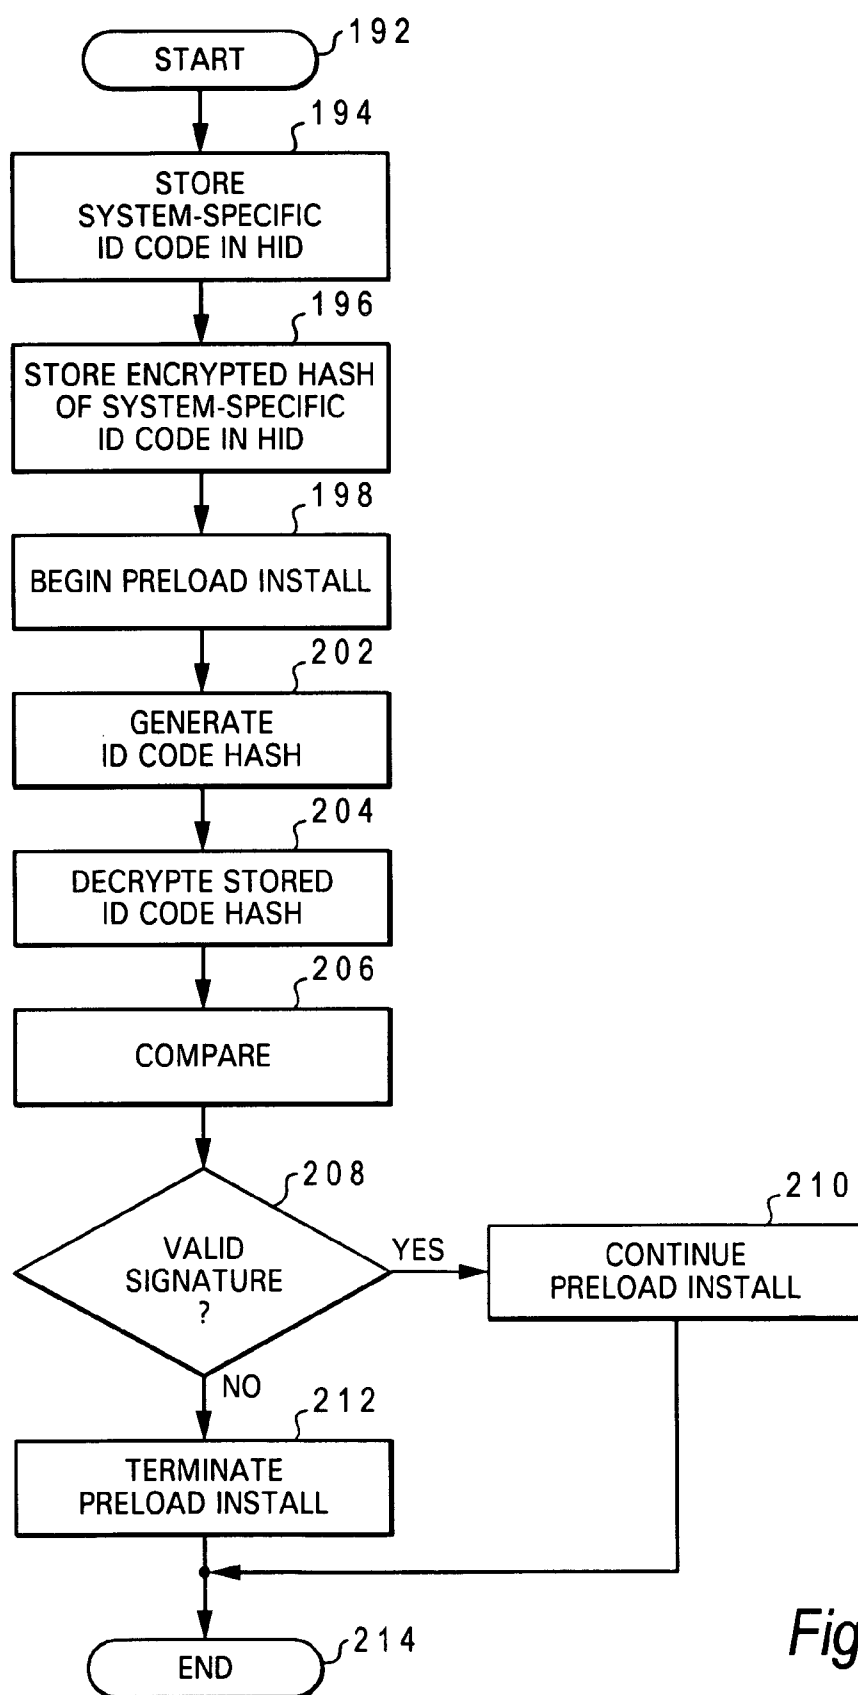 START
192
194
STORE
SYSTEM-SPECIFIC
ID CODE IN HID
196
STORE ENCRYPTED HASH
OF SYSTEM-SPECIFIC
ID CODE IN HID
198
BEGIN PRELOAD INSTALL
202
GENERATE
ID CODE HASH
204
DECRYPTE STORED
ID CODE HASH
206
COMPARE
208
VALID
SIGNATURE
?
YES
210
CONTINUE
PRELOAD INSTALL
NO
212
TERMINATE
PRELOAD INSTALL
END
214
Fig